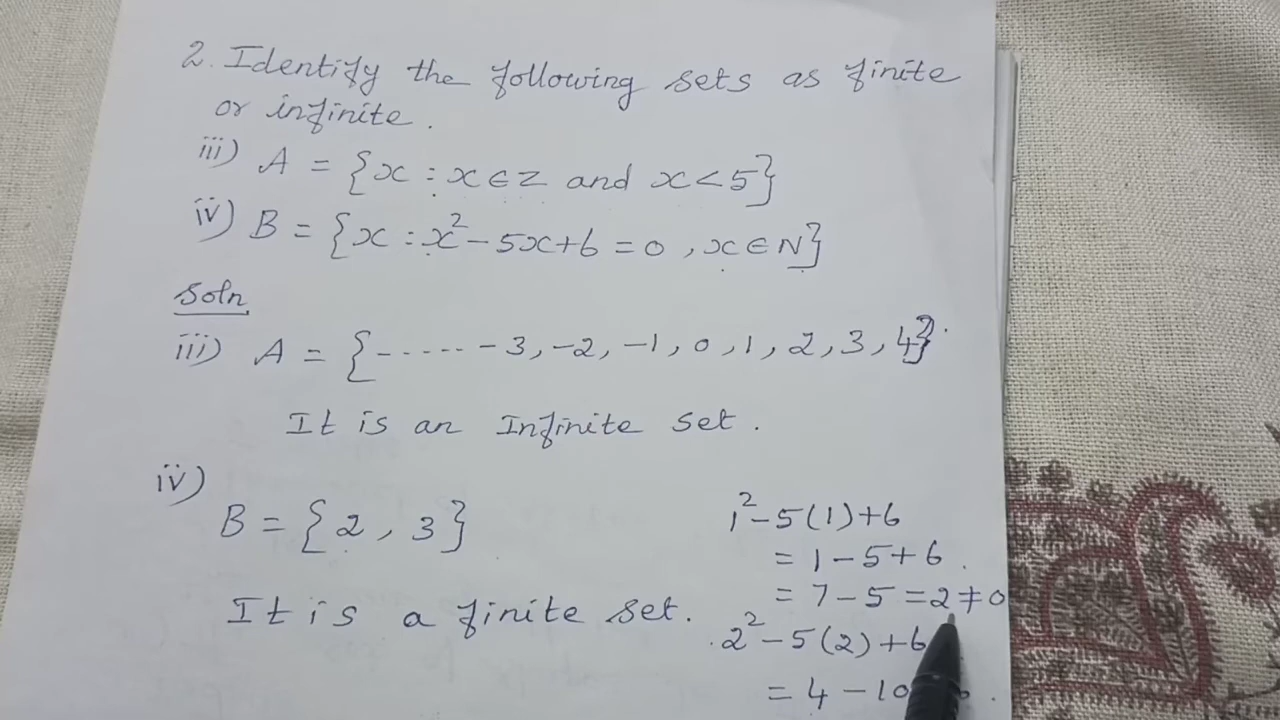 2. Identify the following sets as finite
or infinite.
iii) A = {x : x ∈ Z and x < 5}
iv) B = {x : x² - 5x + 6 = 0, x ∈ N}
Soln
iii) A = {------ -3, -2, -1, 0, 1, 2, 3, 4}.
It is an Infinite set.
iv)
B = {2, 3}
It is a finite set.
1² - 5(1) + 6
= 1 - 5 + 6.
= 7 - 5 = 2 ≠ 0
2² - 5(2) + 6
= 4 - 10